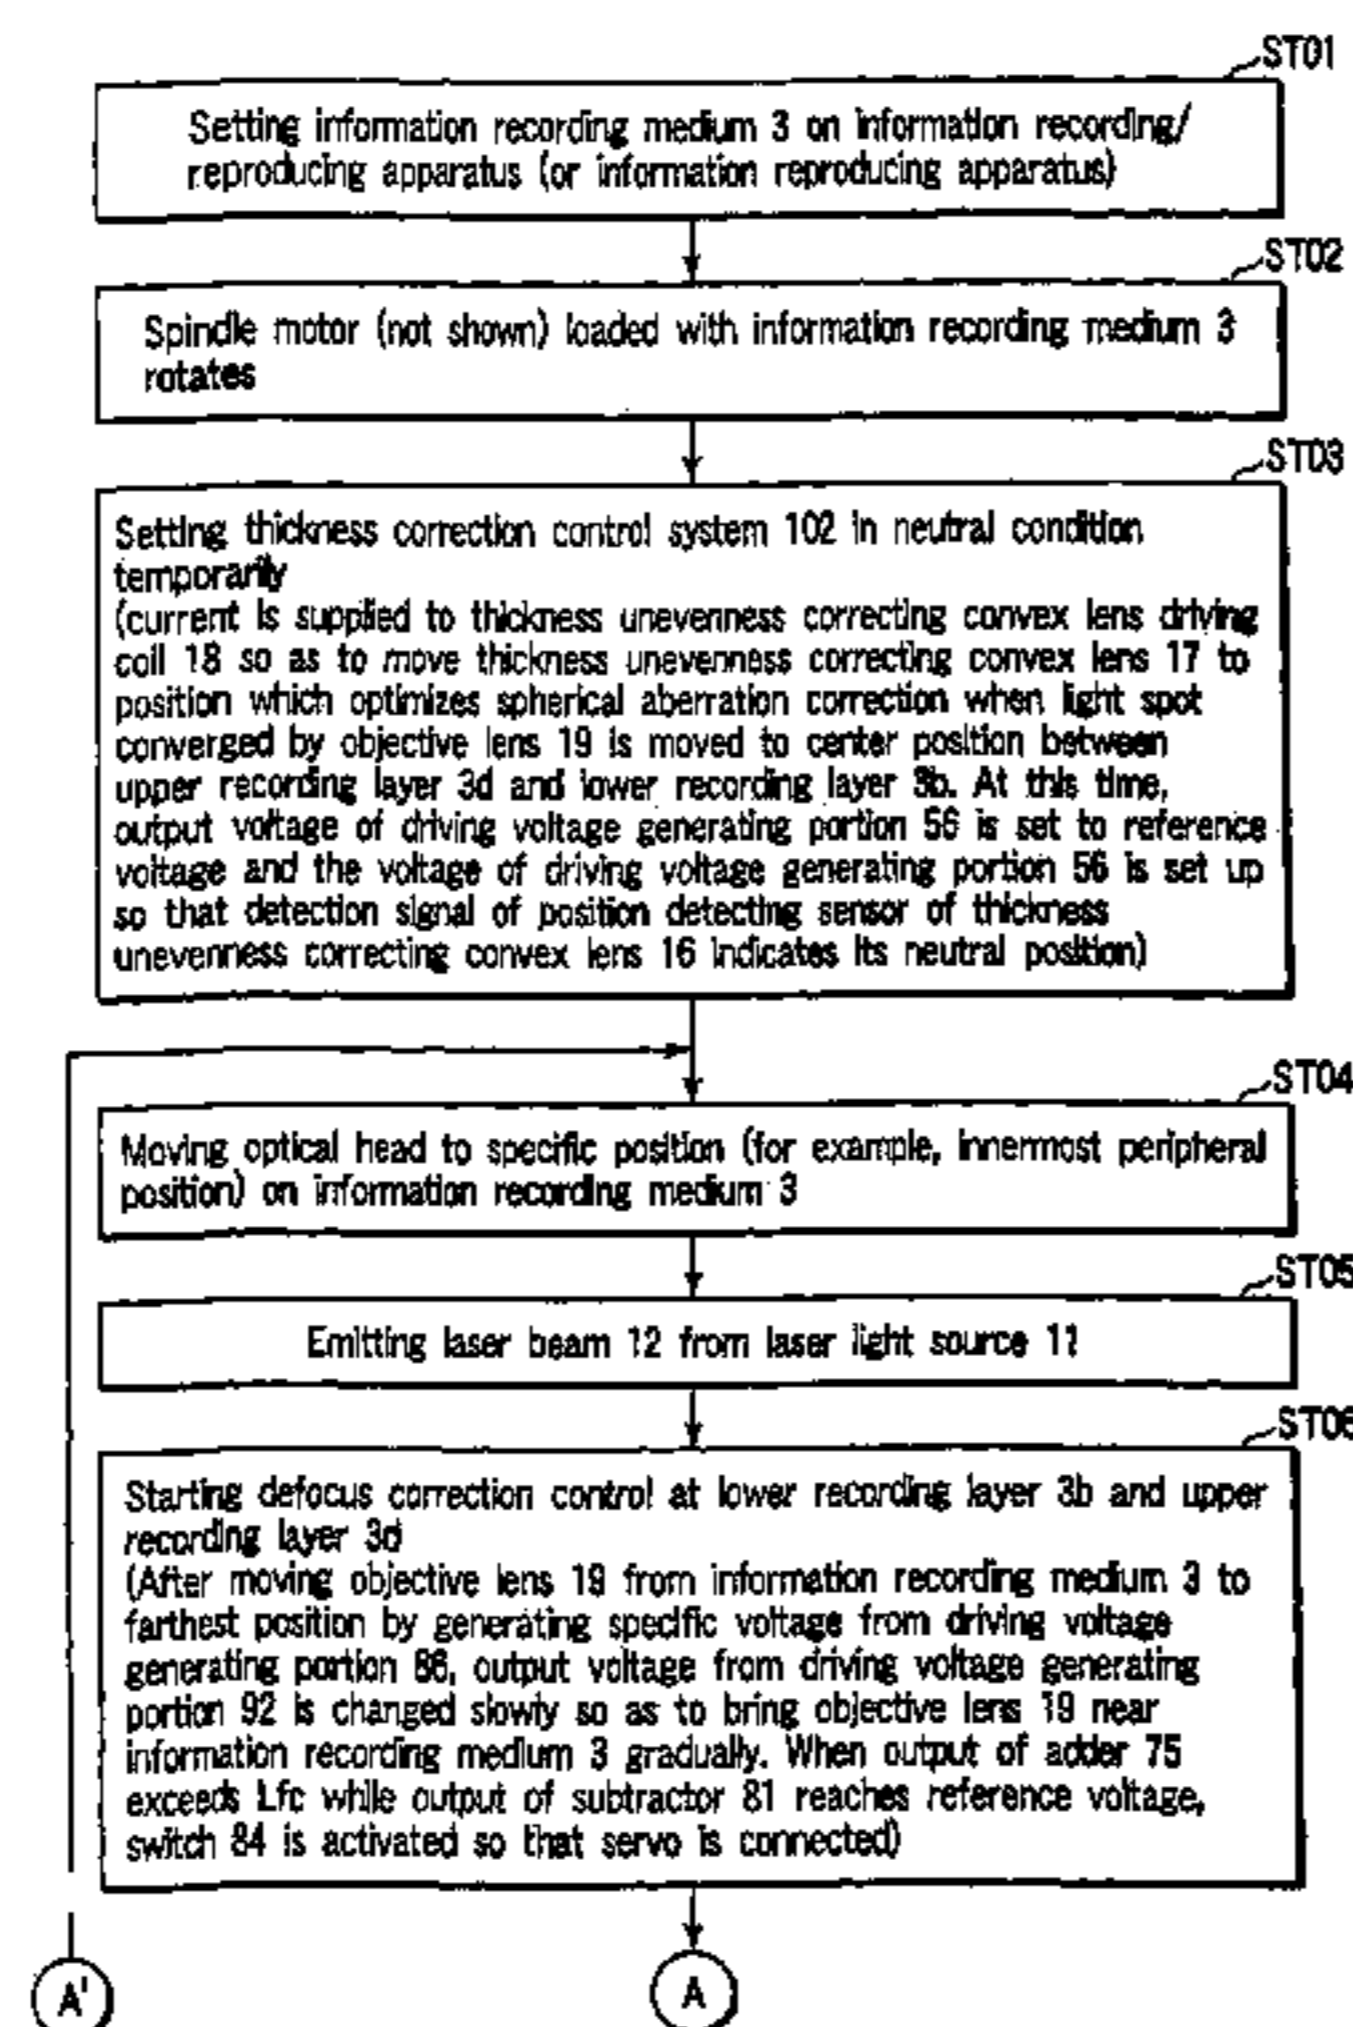 ST01
Setting information recording medium 3 on information recording/
reproducing apparatus (or information reproducing apparatus)
ST02
Spindle motor (not shown) loaded with information recording medium 3
rotates
ST03
Setting thickness correction control system 102 in neutral condition
temporarily
(current is supplied to thickness unevenness correcting convex lens driving
coil 18 so as to move thickness unevenness correcting convex lens 17 to
position which optimizes spherical aberration correction when light spot
converged by objective lens 19 is moved to center position between
upper recording layer 3d and lower recording layer 3b. At this time,
output voltage of driving voltage generating portion 56 is set to reference
voltage and the voltage of driving voltage generating portion 56 is set up
so that detection signal of position detecting sensor of thickness
unevenness correcting convex lens 16 indicates its neutral position)
ST04
Moving optical head to specific position (for example, innermost peripheral
position) on information recording medium 3
ST05
Emitting laser beam 12 from laser light source 11
ST06
Starting defocus correction control at lower recording layer 3b and upper
recording layer 3d
(After moving objective lens 19 from information recording medium 3 to
farthest position by generating specific voltage from driving voltage
generating portion 86, output voltage from driving voltage generating
portion 92 is changed slowly so as to bring objective lens 19 near
information recording medium 3 gradually. When output of adder 75
exceeds Lfc while output of subtractor 81 reaches reference voltage,
switch 84 is activated so that servo is connected)
A'
A